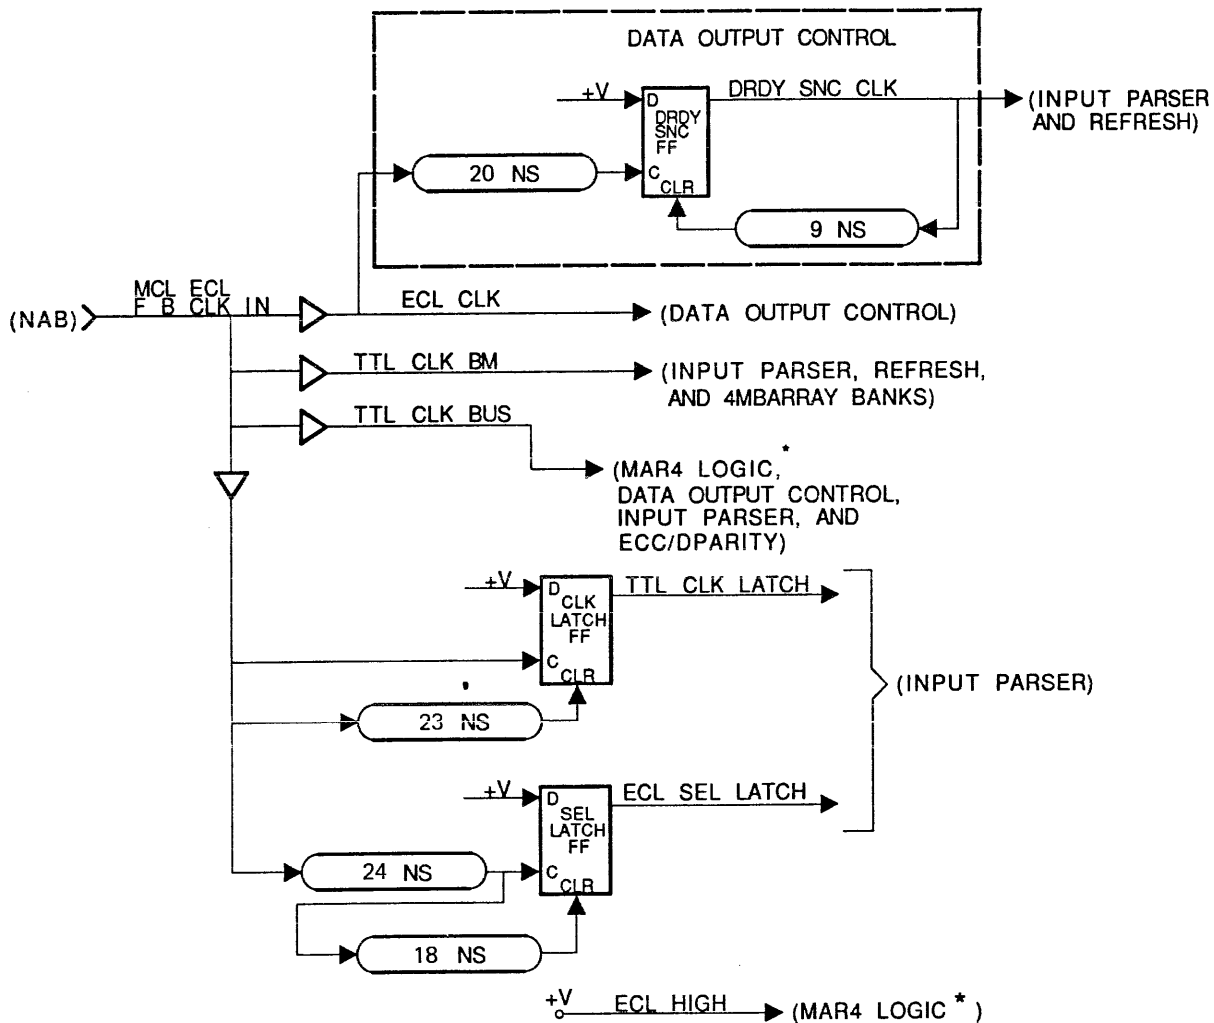 DATA OUTPUT CONTROL
+V
D
DRDY
SNC
FF
C
CLR
DRDY SNC CLK
(INPUT PARSER
AND REFRESH)
20 NS
9 NS
(NAB)
MCL ECL
F B CLK IN
ECL CLK
(DATA OUTPUT CONTROL)
TTL CLK BM
(INPUT PARSER, REFRESH,
AND 4MBARRAY BANKS)
TTL CLK BUS
(MAR4 LOGIC,*
DATA OUTPUT CONTROL,
INPUT PARSER, AND
ECC/DPARITY)
+V
D
CLK
LATCH
FF
C
CLR
TTL CLK LATCH
23 NS
(INPUT PARSER)
+V
D
SEL
LATCH
FF
C
CLR
ECL SEL LATCH
24 NS
18 NS
+V
ECL HIGH
(MAR4 LOGIC*)